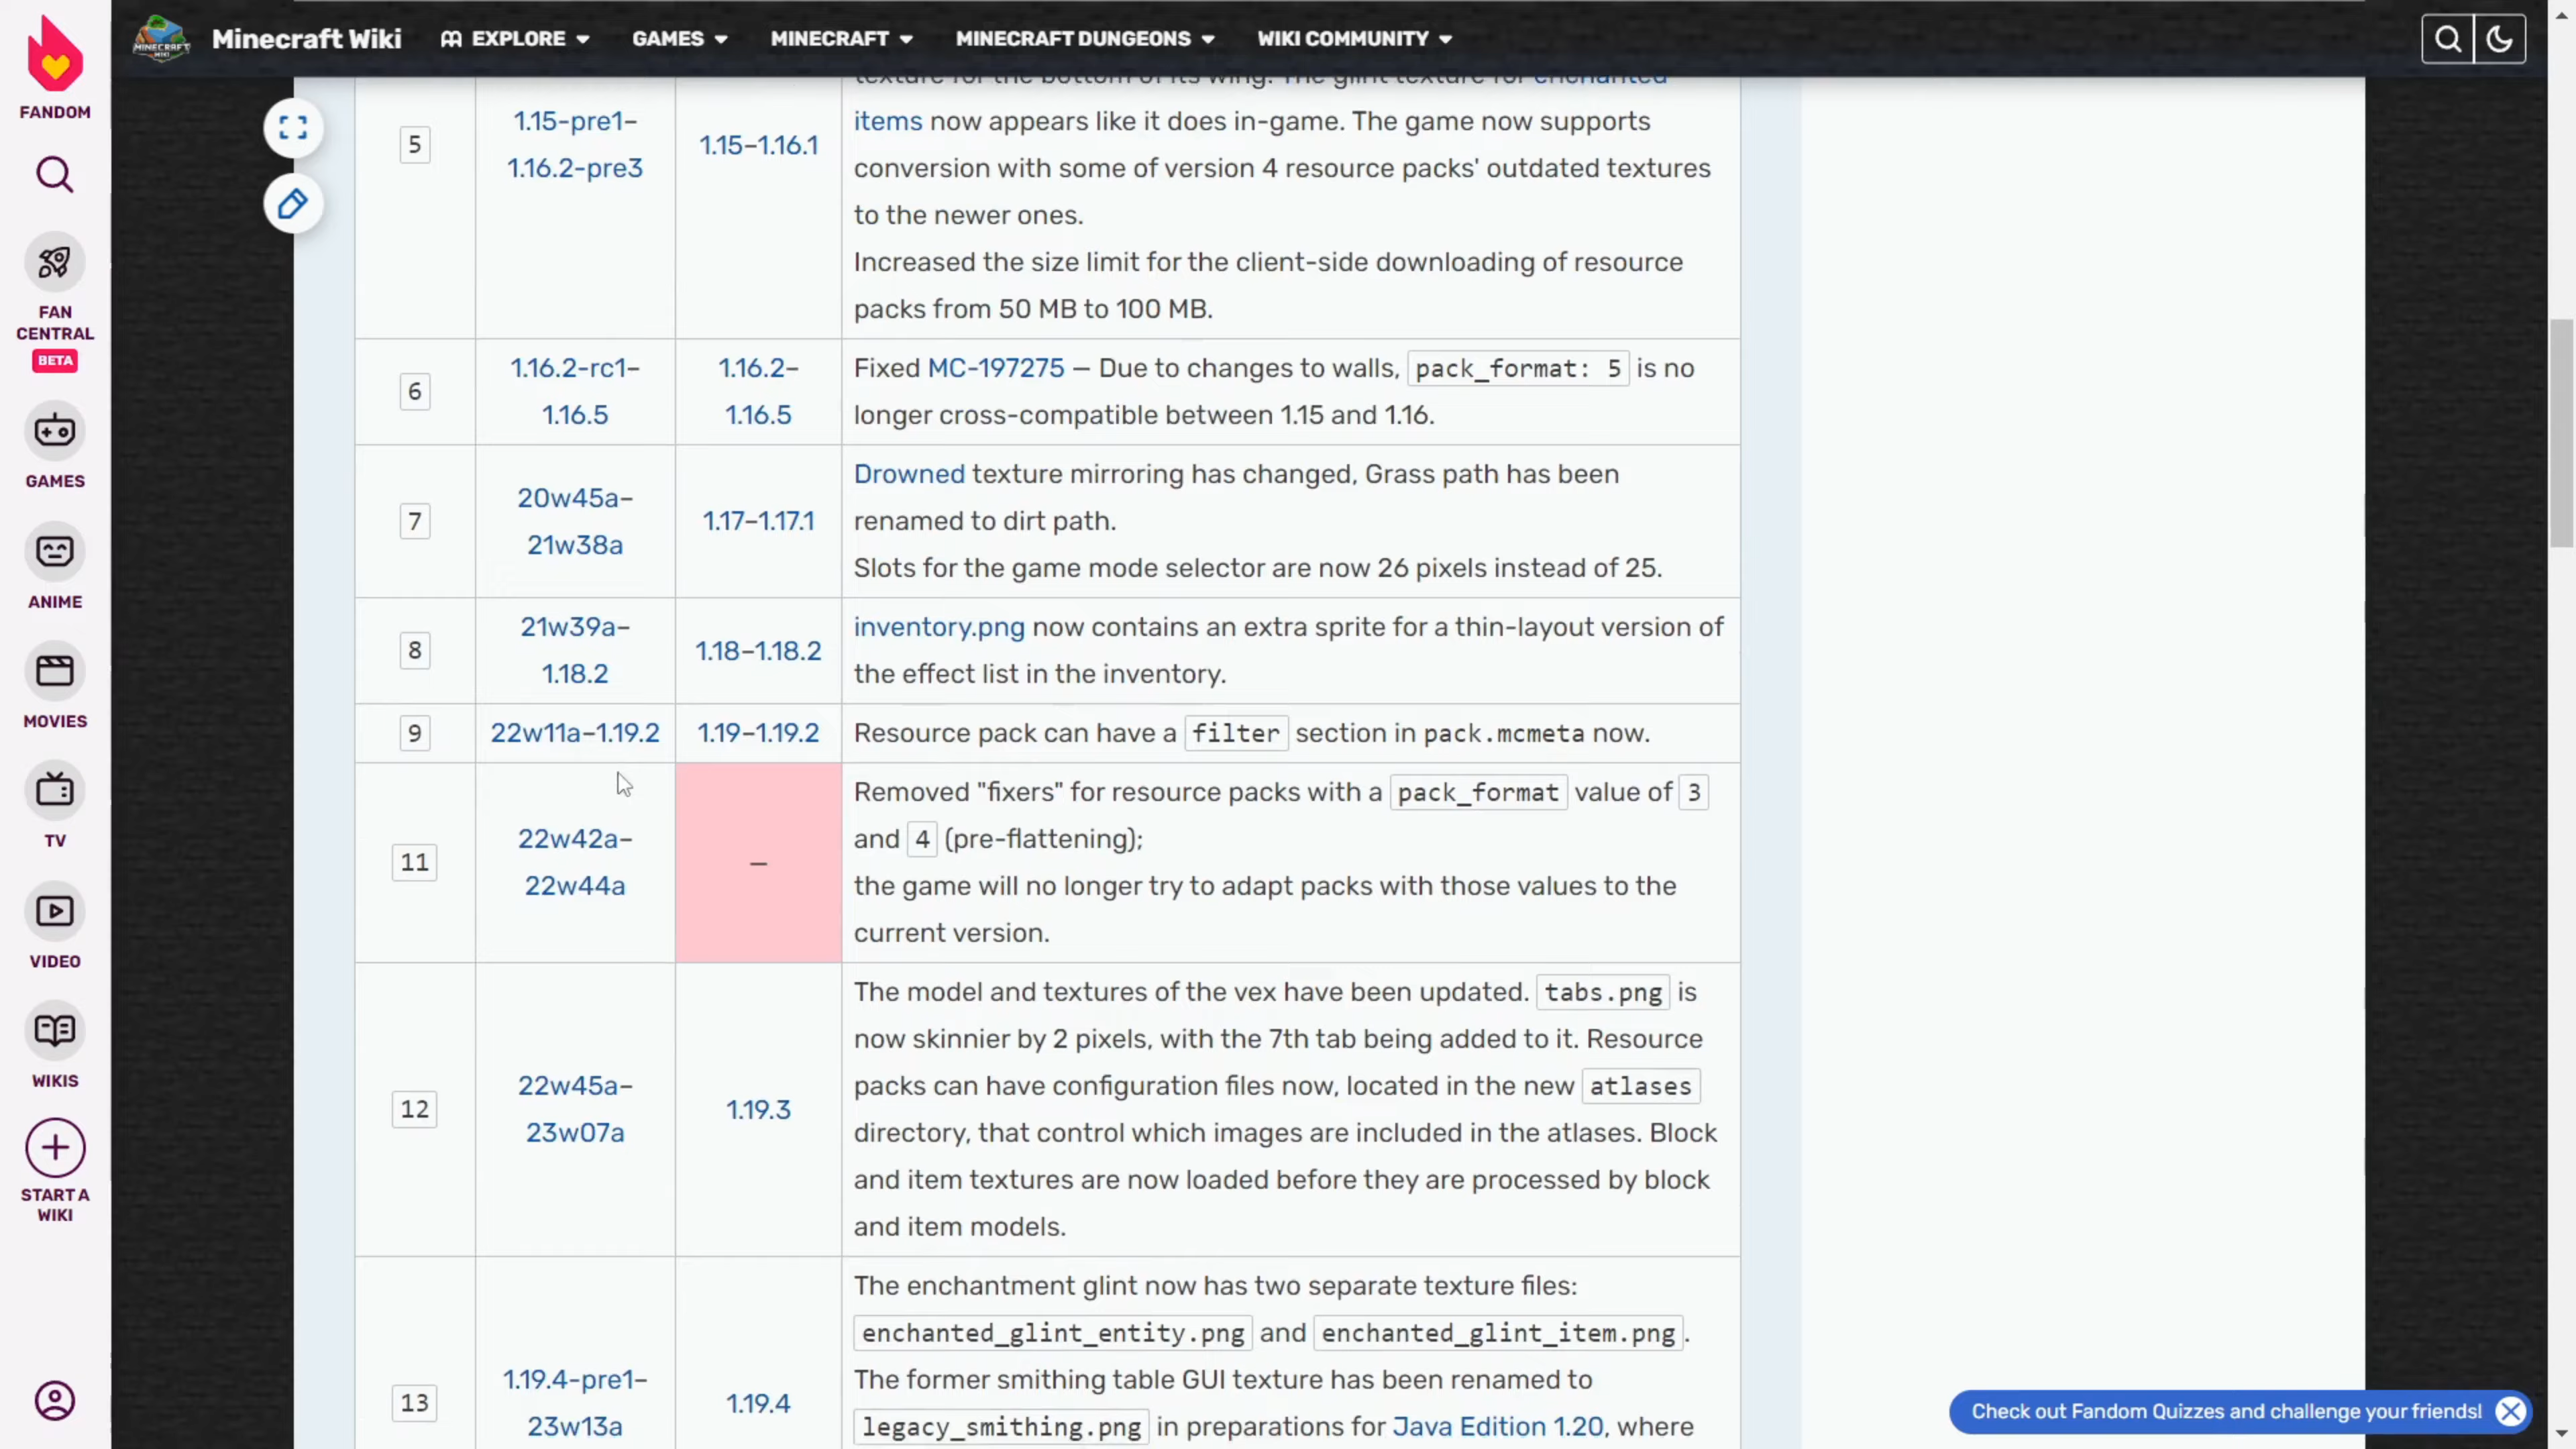 Minecraft Wiki
EXPLORE
GAMES
MINECRAFT
MINECRAFT DUNGEONS
WIKI COMMUNITY
FANDOM
FAN
CENTRAL
BETA
GAMES
ANIME
MOVIES
TV
VIDEO
WIKIS
START A
WIKI
texture for the bottom of its wing. The glint texture for enchanted
5
1.15-pre1–
1.16.2-pre3
1.15–1.16.1
items now appears like it does in-game. The game now supports
conversion with some of version 4 resource packs' outdated textures
to the newer ones.
Increased the size limit for the client-side downloading of resource
packs from 50 MB to 100 MB.
6
1.16.2-rc1–
1.16.5
1.16.2–
1.16.5
Fixed MC-197275 — Due to changes to walls, pack_format: 5 is no
longer cross-compatible between 1.15 and 1.16.
7
20w45a–
21w38a
1.17–1.17.1
Drowned texture mirroring has changed, Grass path has been
renamed to dirt path.
Slots for the game mode selector are now 26 pixels instead of 25.
8
21w39a–
1.18.2
1.18–1.18.2
inventory.png now contains an extra sprite for a thin-layout version of
the effect list in the inventory.
9
22w11a–1.19.2
1.19–1.19.2
Resource pack can have a filter section in pack.mcmeta now.
11
22w42a–
22w44a
—
Removed "fixers" for resource packs with a pack_format value of 3
and 4 (pre-flattening);
the game will no longer try to adapt packs with those values to the
current version.
12
22w45a–
23w07a
1.19.3
The model and textures of the vex have been updated. tabs.png is
now skinnier by 2 pixels, with the 7th tab being added to it. Resource
packs can have configuration files now, located in the new atlases
directory, that control which images are included in the atlases. Block
and item textures are now loaded before they are processed by block
and item models.
13
1.19.4-pre1–
23w13a
1.19.4
The enchantment glint now has two separate texture files:
enchanted_glint_entity.png and enchanted_glint_item.png.
The former smithing table GUI texture has been renamed to
legacy_smithing.png in preparations for Java Edition 1.20, where
Check out Fandom Quizzes and challenge your friends!